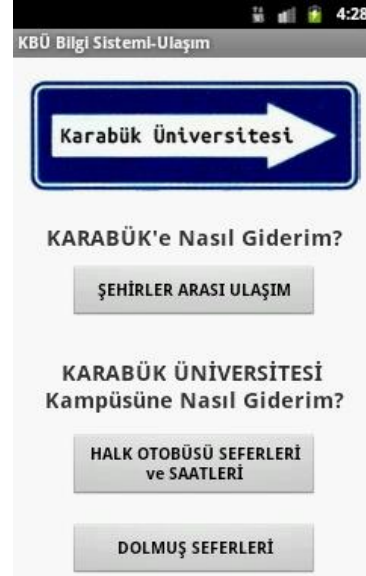 4:28
KBÜ Bilgi Sistemi-Ulaşım
Karabük Üniversitesi
KARABÜK'e Nasıl Giderim?
ŞEHİRLER ARASI ULAŞIM
KARABÜK ÜNİVERSİTESİ
Kampüsüne Nasıl Giderim?
HALK OTOBÜSÜ SEFERLERİ
ve SAATLERİ
DOLMUŞ SEFERLERİ